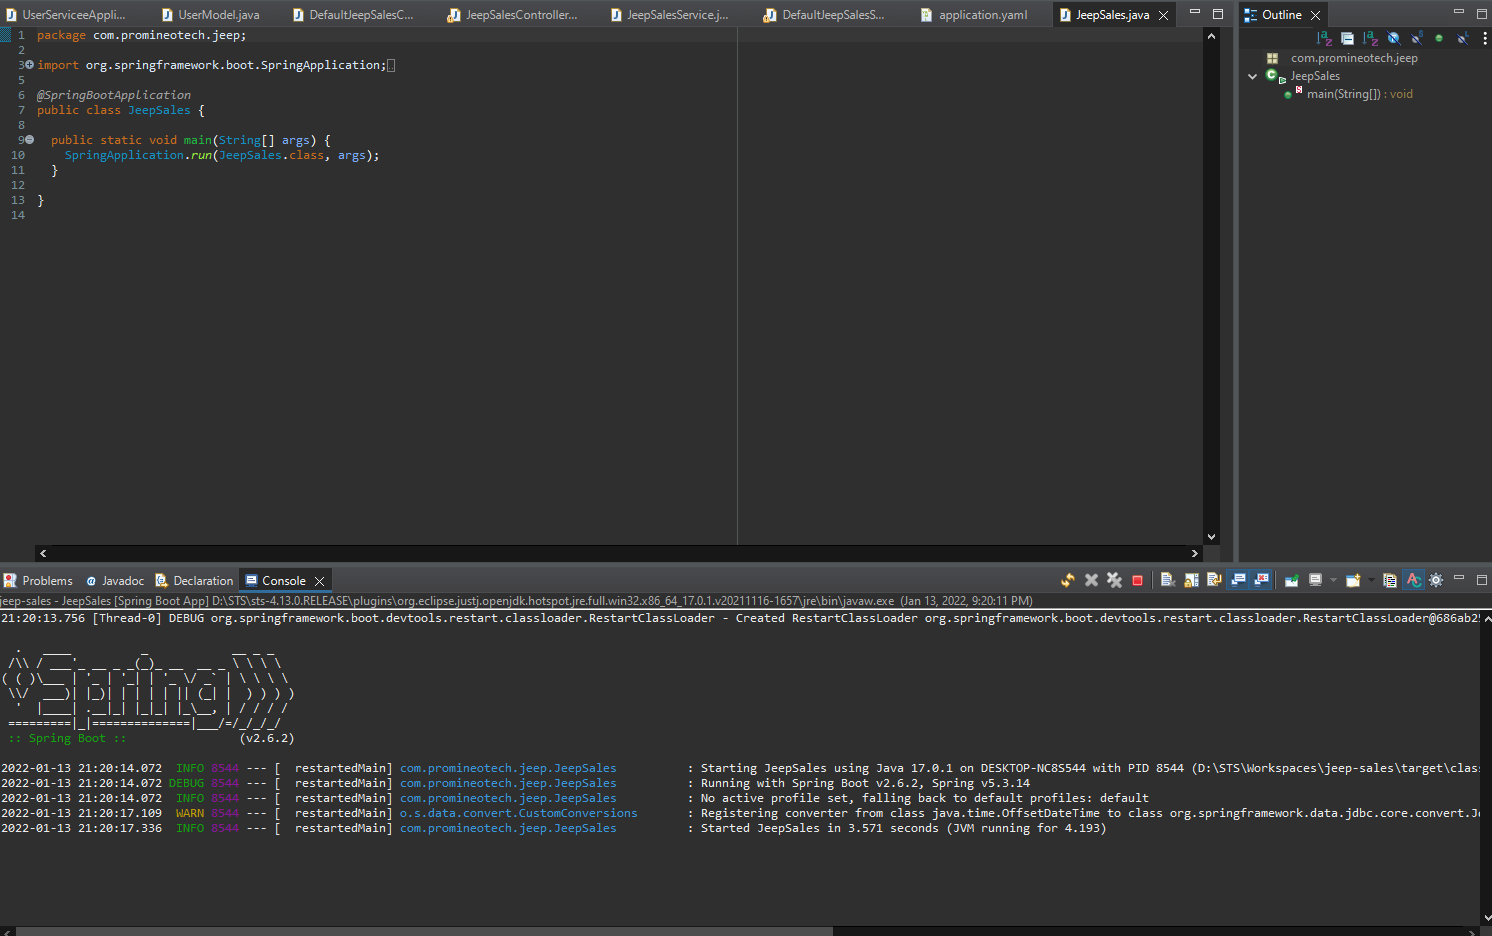 UserServiceeAppli...
UserModel.java
DefaultJeepSalesC...
JeepSalesController...
JeepSalesService.j...
DefaultJeepSalesS...
application.yaml
JeepSales.java
Outline
1 package com.promineotech.jeep;
2
3 import org.springframework.boot.SpringApplication;
5
6 @SpringBootApplication
7 public class JeepSales {
8
9 public static void main(String[] args) {
10 SpringApplication.run(JeepSales.class, args);
11 }
12
13 }
14
com.promineotech.jeep
JeepSales
main(String[]) : void
Problems
Javadoc
Declaration
Console
jeep-sales - JeepSales [Spring Boot App] D:\STS\sts-4.13.0.RELEASE\plugins\org.eclipse.justj.openjdk.hotspot.jre.full.win32.x86_64_17.0.1.v20211116-1657\jre\bin\javaw.exe (Jan 13, 2022, 9:20:11 PM)
21:20:13.756 [Thread-0] DEBUG org.springframework.boot.devtools.restart.classloader.RestartClassLoader - Created RestartClassLoader org.springframework.boot.devtools.restart.classloader.RestartClassLoader@686ab25
  .   ____          _            __ _ _
 /\\ / ___'_ __ _ _(_)_ __  __ _ \ \ \ \
( ( )\___ | '_ | '_| | '_ \/ _` | \ \ \ \
 \\/  ___)| |_)| | | | | || (_| |  ) ) ) )
  '  |____| .__|_| |_|_| |_\__, | / / / /
 =========|_|==============|___/=/_/_/_/
 :: Spring Boot ::                (v2.6.2)
2022-01-13 21:20:14.072 INFO 8544 --- [ restartedMain] com.promineotech.jeep.JeepSales : Starting JeepSales using Java 17.0.1 on DESKTOP-NC8S544 with PID 8544 (D:\STS\Workspaces\jeep-sales\target\clas
2022-01-13 21:20:14.072 DEBUG 8544 --- [ restartedMain] com.promineotech.jeep.JeepSales : Running with Spring Boot v2.6.2, Spring v5.3.14
2022-01-13 21:20:14.072 INFO 8544 --- [ restartedMain] com.promineotech.jeep.JeepSales : No active profile set, falling back to default profiles: default
2022-01-13 21:20:17.109 WARN 8544 --- [ restartedMain] o.s.data.convert.CustomConversions : Registering converter from class java.time.OffsetDateTime to class org.springframework.data.jdbc.core.convert.J
2022-01-13 21:20:17.336 INFO 8544 --- [ restartedMain] com.promineotech.jeep.JeepSales : Started JeepSales in 3.571 seconds (JVM running for 4.193)